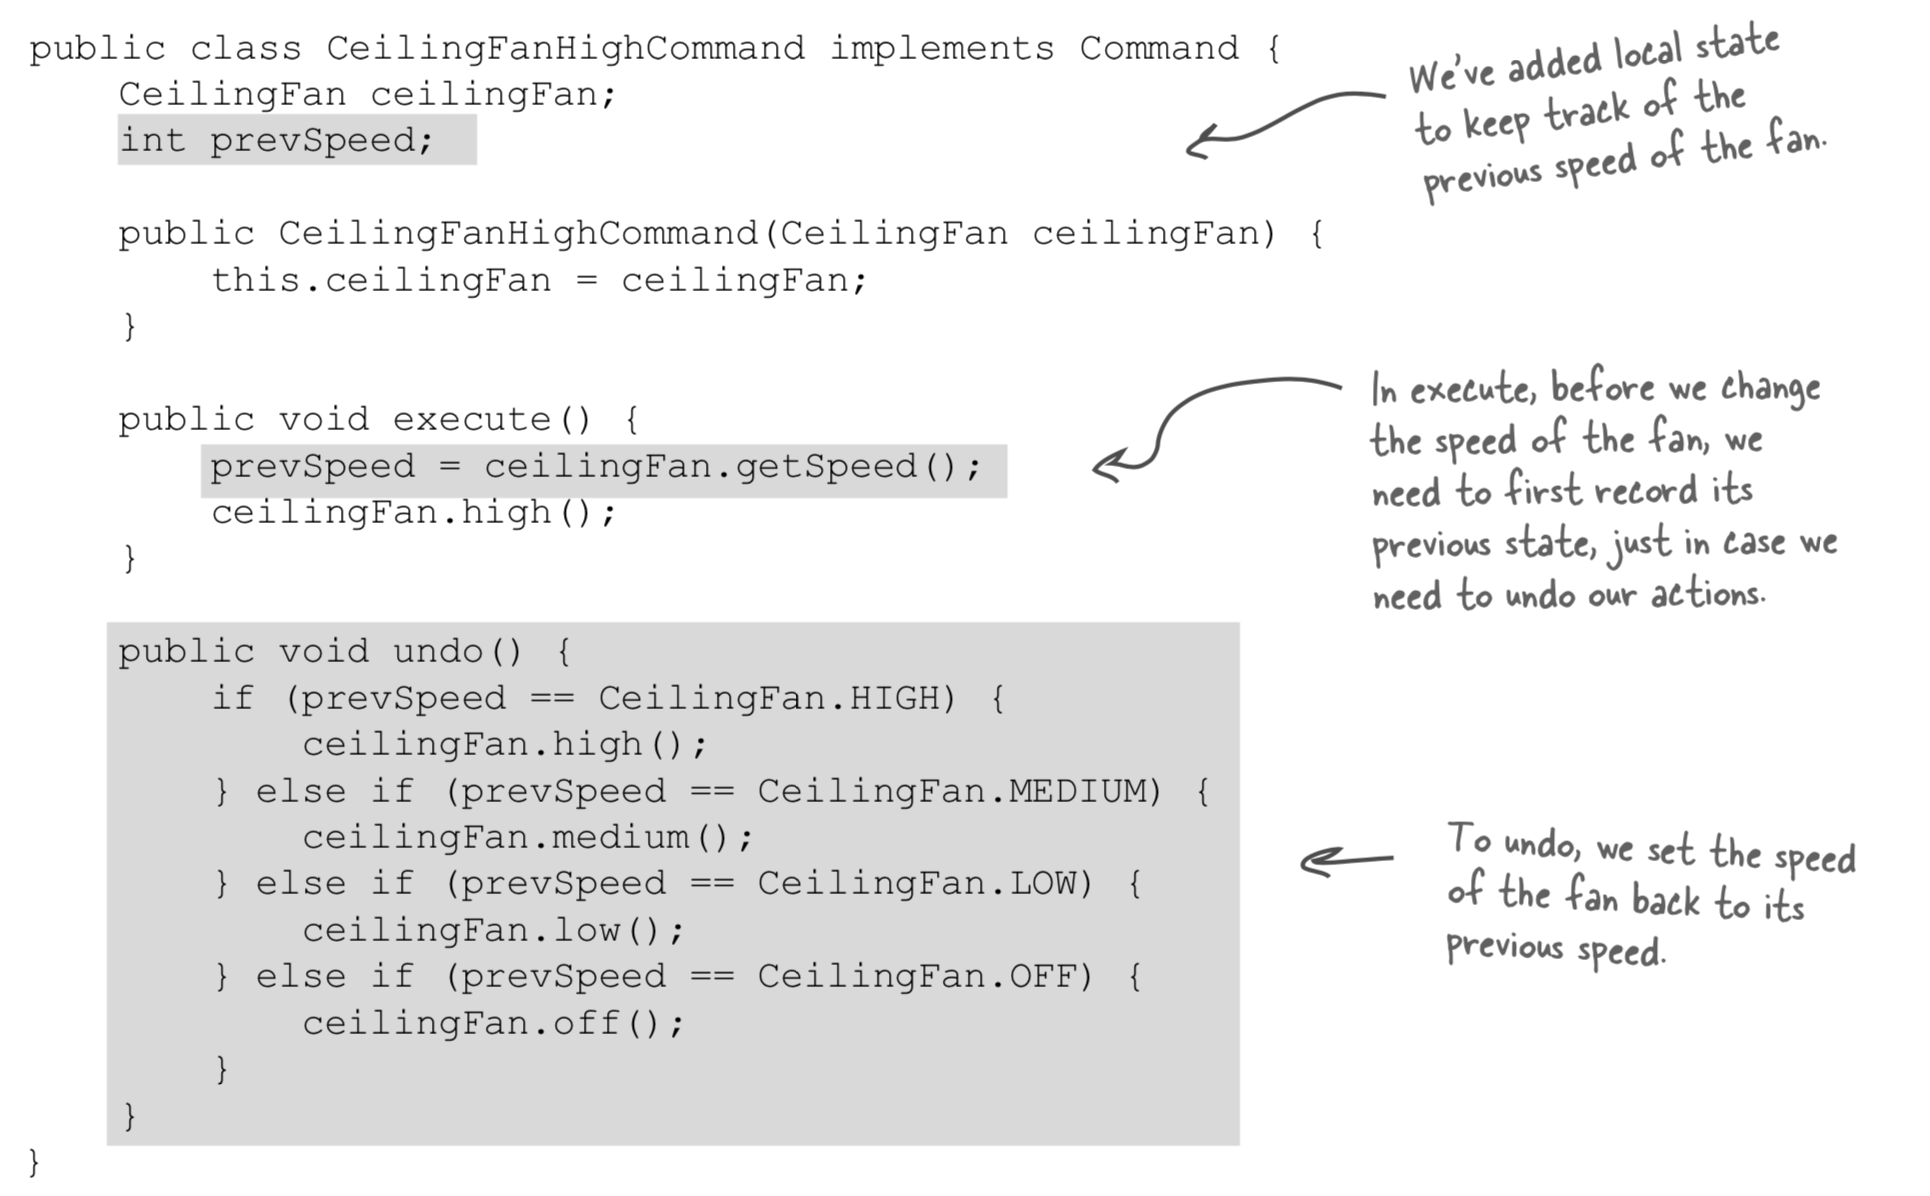 public class CeilingFanHighCommand implements Command {
CeilingFan ceilingFan;
int prevSpeed;
We've added local state
to keep track of the
previous speed of the fan.
public CeilingFanHighCommand(CeilingFan ceilingFan) {
this.ceilingFan = ceilingFan;
}
public void execute() {
prevSpeed = ceilingFan.getSpeed();
ceilingFan.high();
}
In execute, before we change
the speed of the fan, we
need to first record its
previous state, just in case we
need to undo our actions.
public void undo() {
if (prevSpeed == CeilingFan.HIGH) {
ceilingFan.high();
} else if (prevSpeed == CeilingFan.MEDIUM) {
ceilingFan.medium();
} else if (prevSpeed == CeilingFan.LOW) {
ceilingFan.low();
} else if (prevSpeed == CeilingFan.OFF) {
ceilingFan.off();
}
}
To undo, we set the speed
of the fan back to its
previous speed.
}